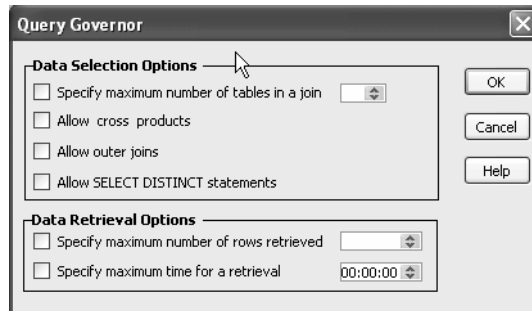 Query Governor
Data Selection Options
Specify maximum number of tables in a join
Allow cross products
Allow outer joins
Allow SELECT DISTINCT statements
Data Retrieval Options
Specify maximum number of rows retrieved
Specify maximum time for a retrieval 00:00:00
OK
Cancel
Help